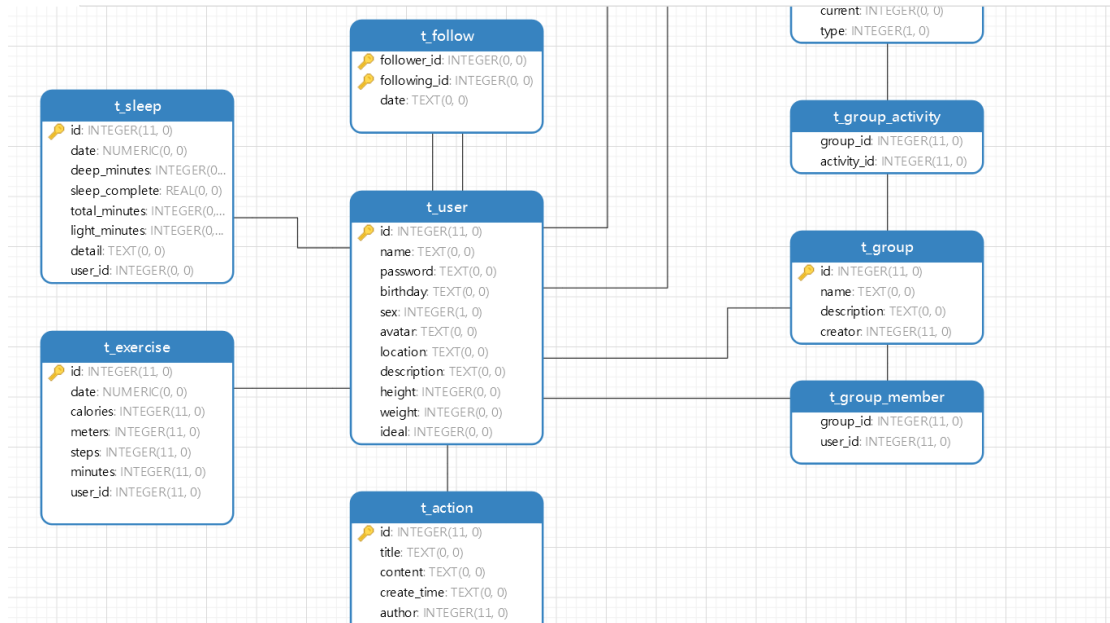 t_follow
follower_id: INTEGER(0, 0)
following_id: INTEGER(0, 0)
date: TEXT(0, 0)
current: INTEGER(0, 0)
type: INTEGER(1, 0)
t_sleep
id: INTEGER(11, 0)
date: NUMERIC(0, 0)
deep_minutes: INTEGER(0...
sleep_complete: REAL(0, 0)
total_minutes: INTEGER(0,...
light_minutes: INTEGER(0,...
detail: TEXT(0, 0)
user_id: INTEGER(0, 0)
t_group_activity
group_id: INTEGER(11, 0)
activity_id: INTEGER(11, 0)
t_user
id: INTEGER(11, 0)
name: TEXT(0, 0)
password: TEXT(0, 0)
birthday: TEXT(0, 0)
sex: INTEGER(1, 0)
avatar: TEXT(0, 0)
location: TEXT(0, 0)
description: TEXT(0, 0)
height: INTEGER(0, 0)
weight: INTEGER(0, 0)
ideal: INTEGER(0, 0)
t_group
id: INTEGER(11, 0)
name: TEXT(0, 0)
description: TEXT(0, 0)
creator: INTEGER(11, 0)
t_exercise
id: INTEGER(11, 0)
date: NUMERIC(0, 0)
calories: INTEGER(11, 0)
meters: INTEGER(11, 0)
steps: INTEGER(11, 0)
minutes: INTEGER(11, 0)
user_id: INTEGER(11, 0)
t_group_member
group_id: INTEGER(11, 0)
user_id: INTEGER(11, 0)
t_action
id: INTEGER(11, 0)
title: TEXT(0, 0)
content: TEXT(0, 0)
create_time: TEXT(0, 0)
author: INTEGER(11, 0)